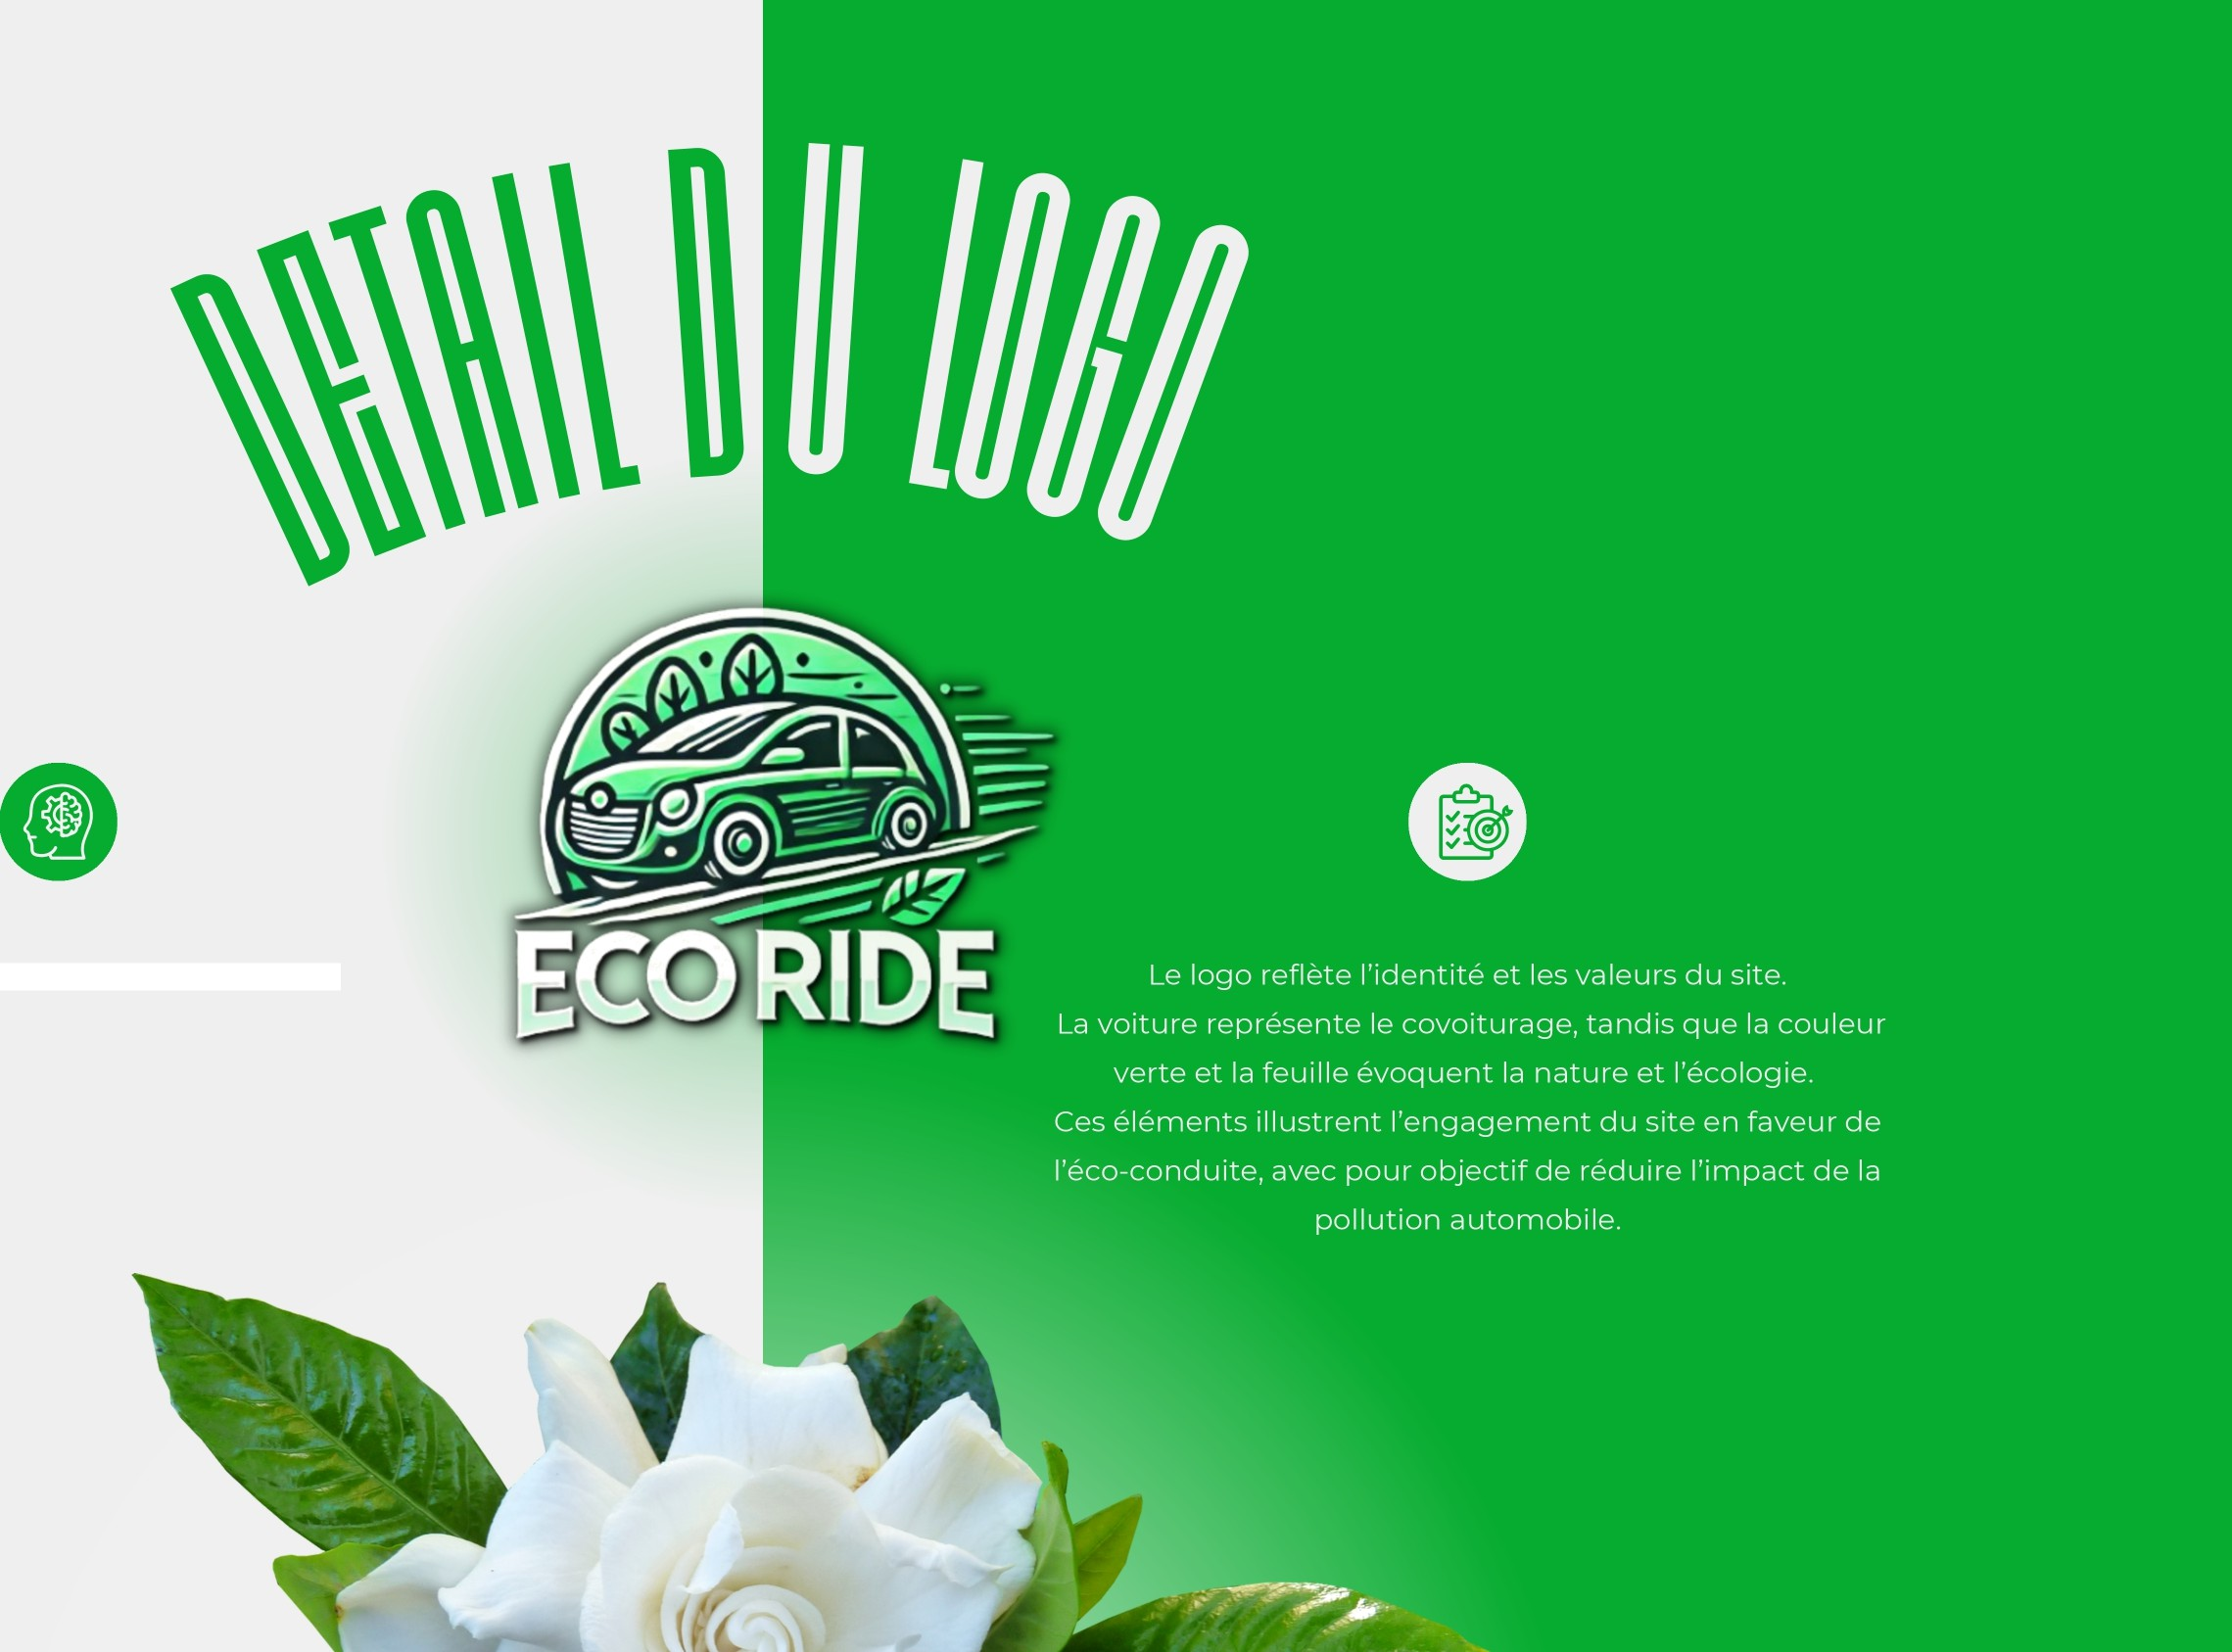 DETAIL DU LOGO
ECO RIDE
Le logo reflète l’identité et les valeurs du site.
La voiture représente le covoiturage, tandis que la couleur
verte et la feuille évoquent la nature et l’écologie.
Ces éléments illustrent l’engagement du site en faveur de
l’éco-conduite, avec pour objectif de réduire l’impact de la
pollution automobile.